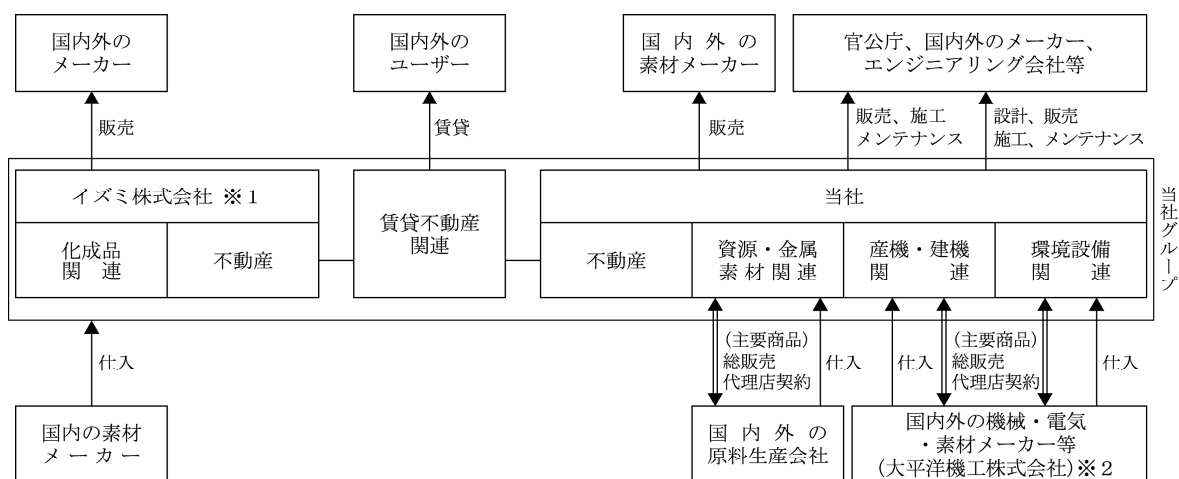 国内外の
メーカー
国内外の
ユーザー
国内外の
素材メーカー
官公庁、国内外のメーカー、
エンジニアリング会社等
販売
賃貸
販売
販売、施工
メンテナンス
設計、販売
施工、メンテナンス
イズミ株式会社 ※1
化成品
関連
不動産
賃貸不動産
関連
当社
不動産
資源・金属
素材関連
産機・建機
関連
環境設備
関連
当社グループ
仕入
(主要商品)
総販売
代理店契約
仕入
仕入
(主要商品)
総販売
代理店契約
仕入
国内の素材
メーカー
国内外の
原料生産会社
国内外の機械・電気
・素材メーカー等
(大平洋機工株式会社)※2